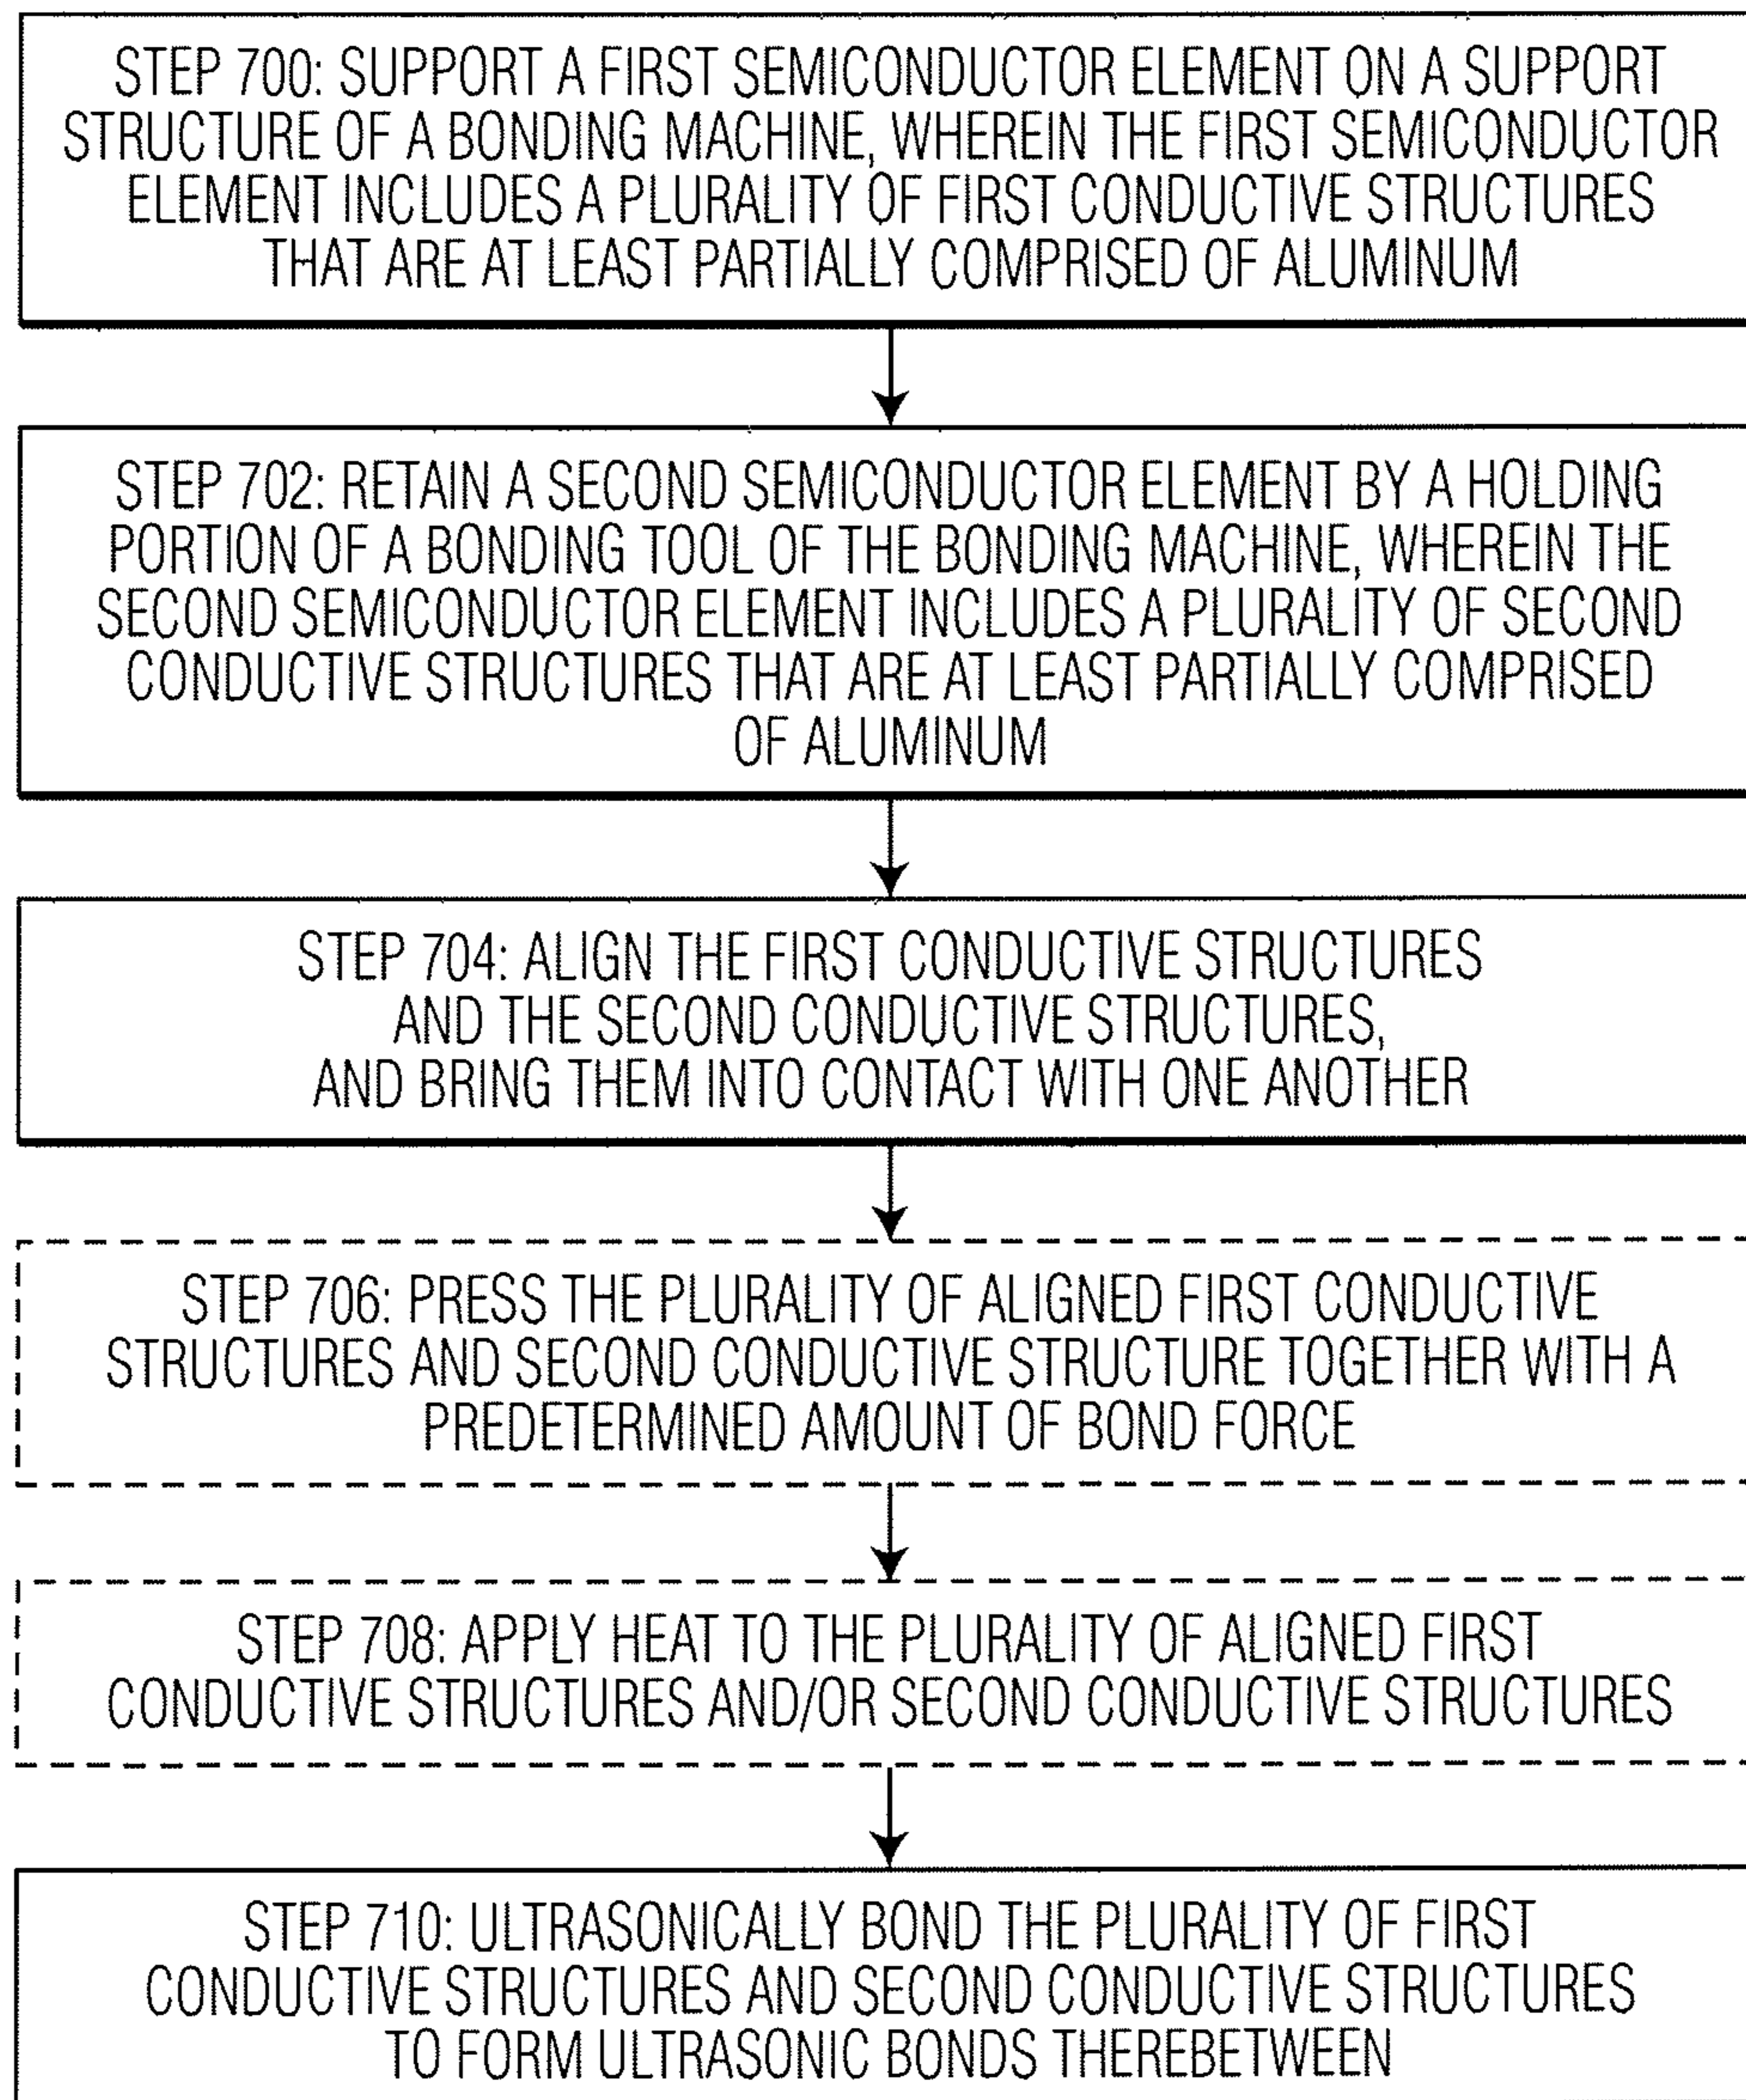 STEP 700: SUPPORT A FIRST SEMICONDUCTOR ELEMENT ON A SUPPORT
STRUCTURE OF A BONDING MACHINE, WHEREIN THE FIRST SEMICONDUCTOR
ELEMENT INCLUDES A PLURALITY OF FIRST CONDUCTIVE STRUCTURES
THAT ARE AT LEAST PARTIALLY COMPRISED OF ALUMINUM
STEP 702: RETAIN A SECOND SEMICONDUCTOR ELEMENT BY A HOLDING
PORTION OF A BONDING TOOL OF THE BONDING MACHINE, WHEREIN THE
SECOND SEMICONDUCTOR ELEMENT INCLUDES A PLURALITY OF SECOND
CONDUCTIVE STRUCTURES THAT ARE AT LEAST PARTIALLY COMPRISED
OF ALUMINUM
STEP 704: ALIGN THE FIRST CONDUCTIVE STRUCTURES
AND THE SECOND CONDUCTIVE STRUCTURES,
AND BRING THEM INTO CONTACT WITH ONE ANOTHER
STEP 706: PRESS THE PLURALITY OF ALIGNED FIRST CONDUCTIVE
STRUCTURES AND SECOND CONDUCTIVE STRUCTURE TOGETHER WITH A
PREDETERMINED AMOUNT OF BOND FORCE
STEP 708: APPLY HEAT TO THE PLURALITY OF ALIGNED FIRST
CONDUCTIVE STRUCTURES AND/OR SECOND CONDUCTIVE STRUCTURES
STEP 710: ULTRASONICALLY BOND THE PLURALITY OF FIRST
CONDUCTIVE STRUCTURES AND SECOND CONDUCTIVE STRUCTURES
TO FORM ULTRASONIC BONDS THEREBETWEEN